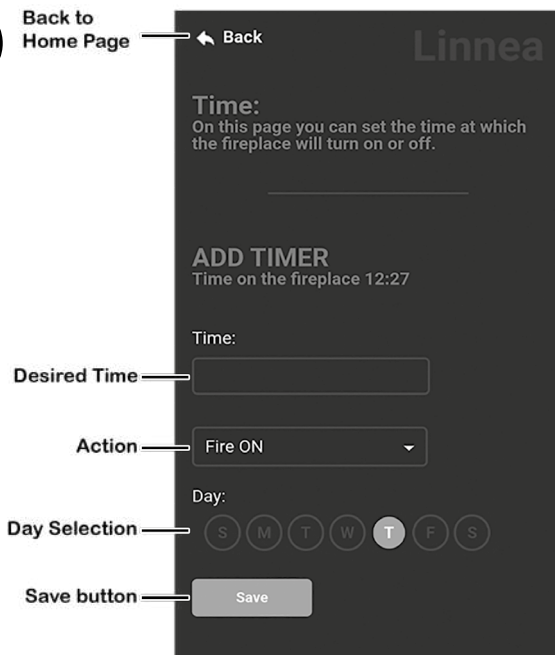 Back to
Home Page
Back
Linnea
Time:
On this page you can set the time at which
the fireplace will turn on or off.
ADD TIMER
Time on the fireplace 12:27
Time:
Desired Time
Action
Fire ON
Day:
Day Selection
S M T W T F S
Save button
Save